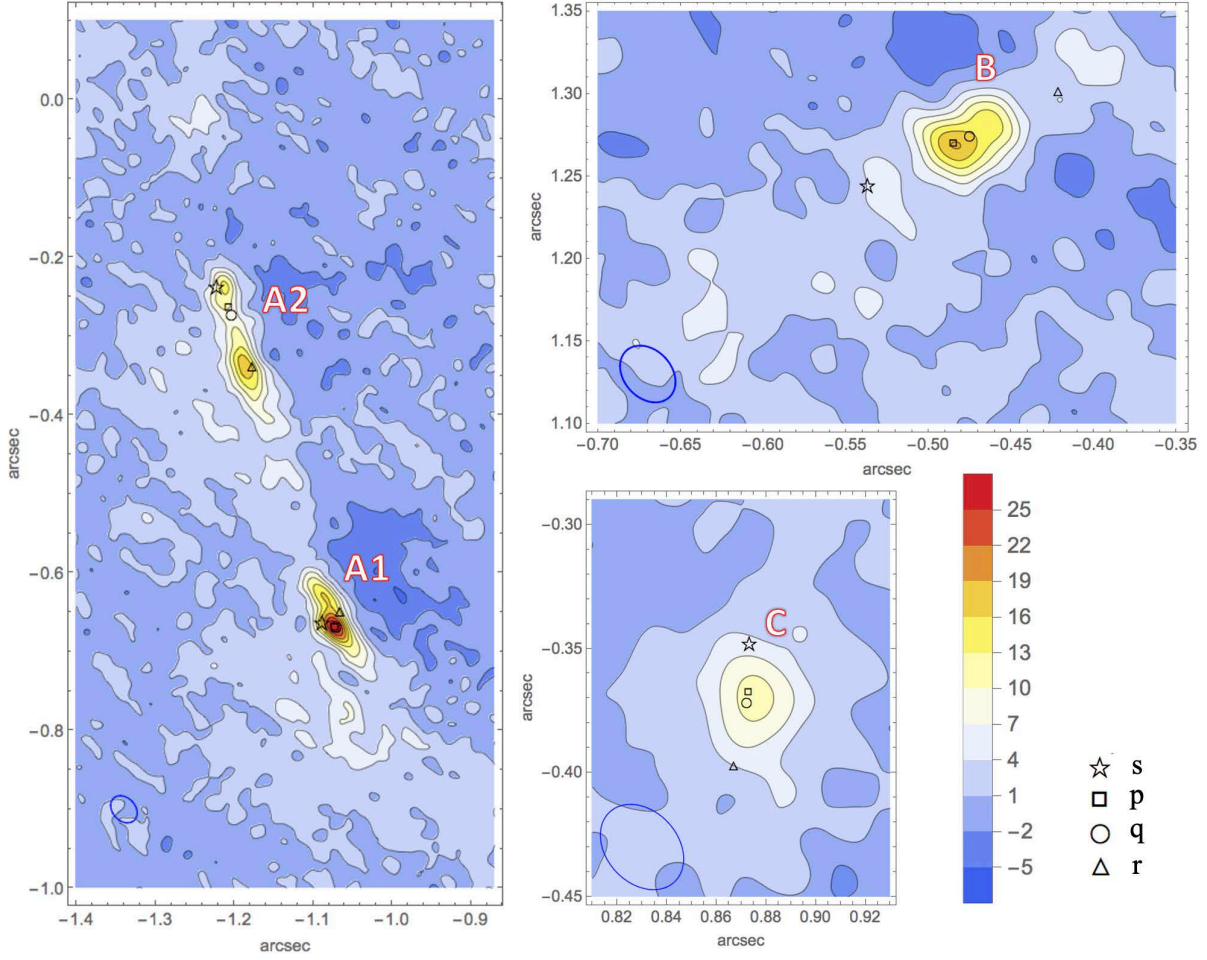 0.0
−0.2
−0.4
−0.6
−0.8
−1.0
arcsec
A2
A1
−1.4 −1.3 −1.2 −1.1 −1.0 −0.9
arcsec
1.35
1.30
1.25
1.20
1.15
1.10
arcsec
B
−0.70 −0.65 −0.60 −0.55 −0.50 −0.45 −0.40 −0.35
arcsec
−0.30
−0.35
−0.40
−0.45
arcsec
C
0.82 0.84 0.86 0.88 0.90 0.92
arcsec
25
22
19
16
13
10
7
4
1
−2
−5
s
p
q
r